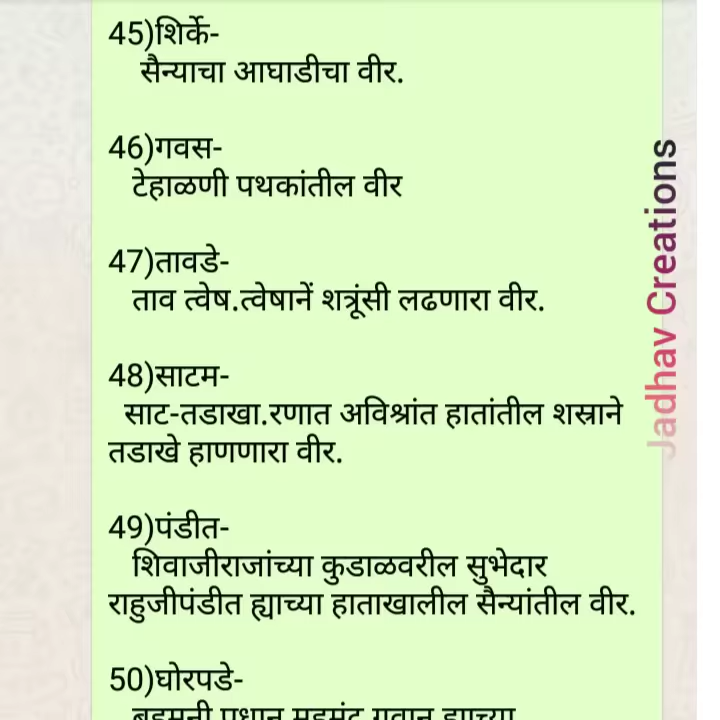 45)शिर्के-
सैन्याचा आघाडीचा वीर.
46)गवस-
टेहाळणी पथकांतील वीर
47)तावडे-
ताव त्वेष.त्वेषानें शत्रूंसी लढणारा वीर.
48)साटम-
साट-तडाखा.रणात अविश्रांत हातांतील शस्राने
तडाखे हाणणारा वीर.
49)पंडीत-
शिवाजीराजांच्या कुडाळवरील सुभेदार
राहुजीपंडीत ह्याच्या हाताखालील सैन्यांतील वीर.
50)घोरपडे-
Jadhav Creations